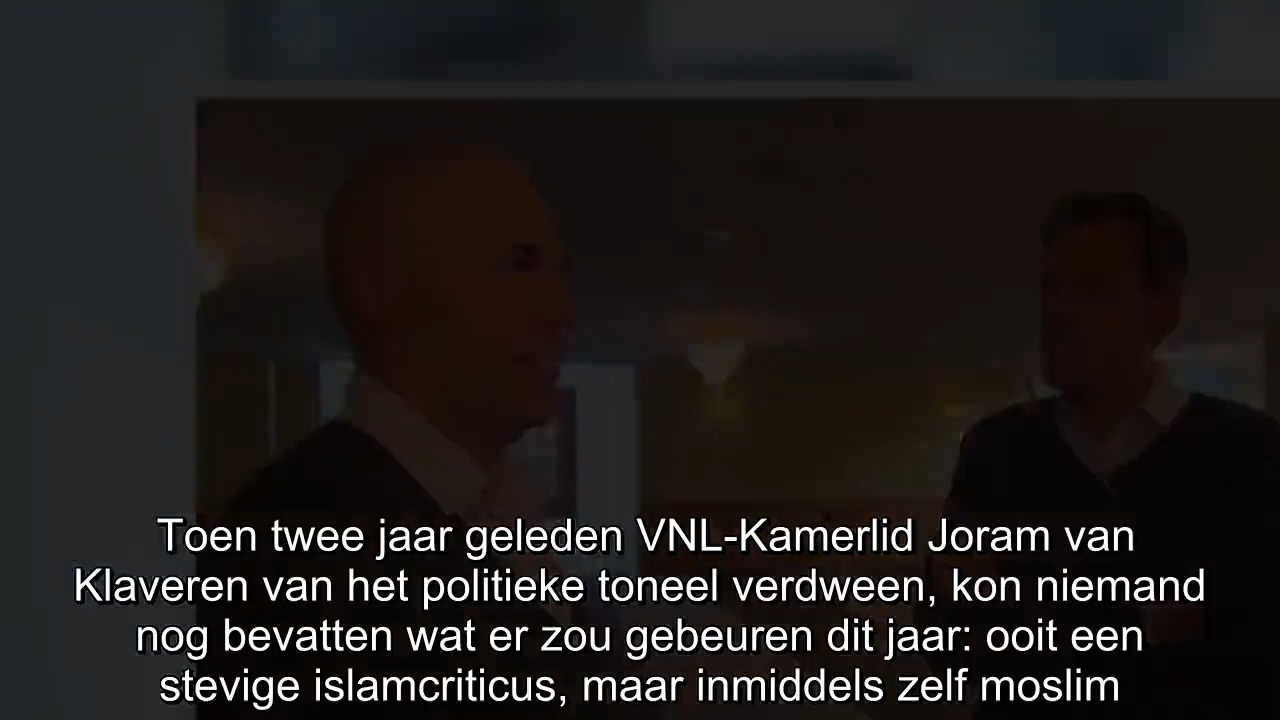 Toen twee jaar geleden VNL-Kamerlid Joram van
Klaveren van het politieke toneel verdween, kon niemand
nog bevatten wat er zou gebeuren dit jaar: ooit een
stevige islamcriticus, maar inmiddels zelf moslim